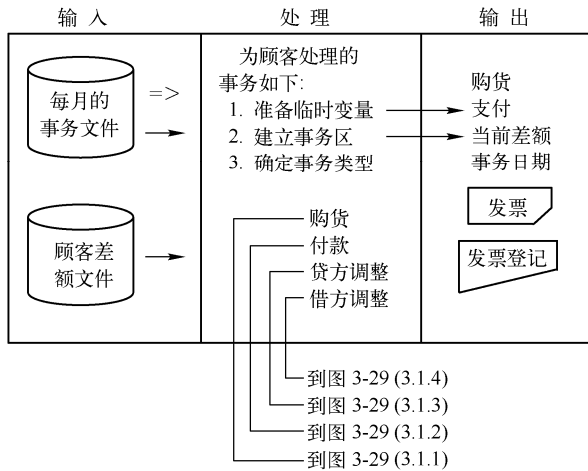 输 入
处 理
输 出
每月的
事务文件
=>
顾客差
额文件
为顾客处理的
事务如下:
1. 准备临时变量
2. 建立事务区
3. 确定事务类型
购货
付款
贷方调整
借方调整
购货
支付
当前差额
事务日期
发票
发票登记
到图 3-29 (3.1.4)
到图 3-29 (3.1.3)
到图 3-29 (3.1.2)
到图 3-29 (3.1.1)